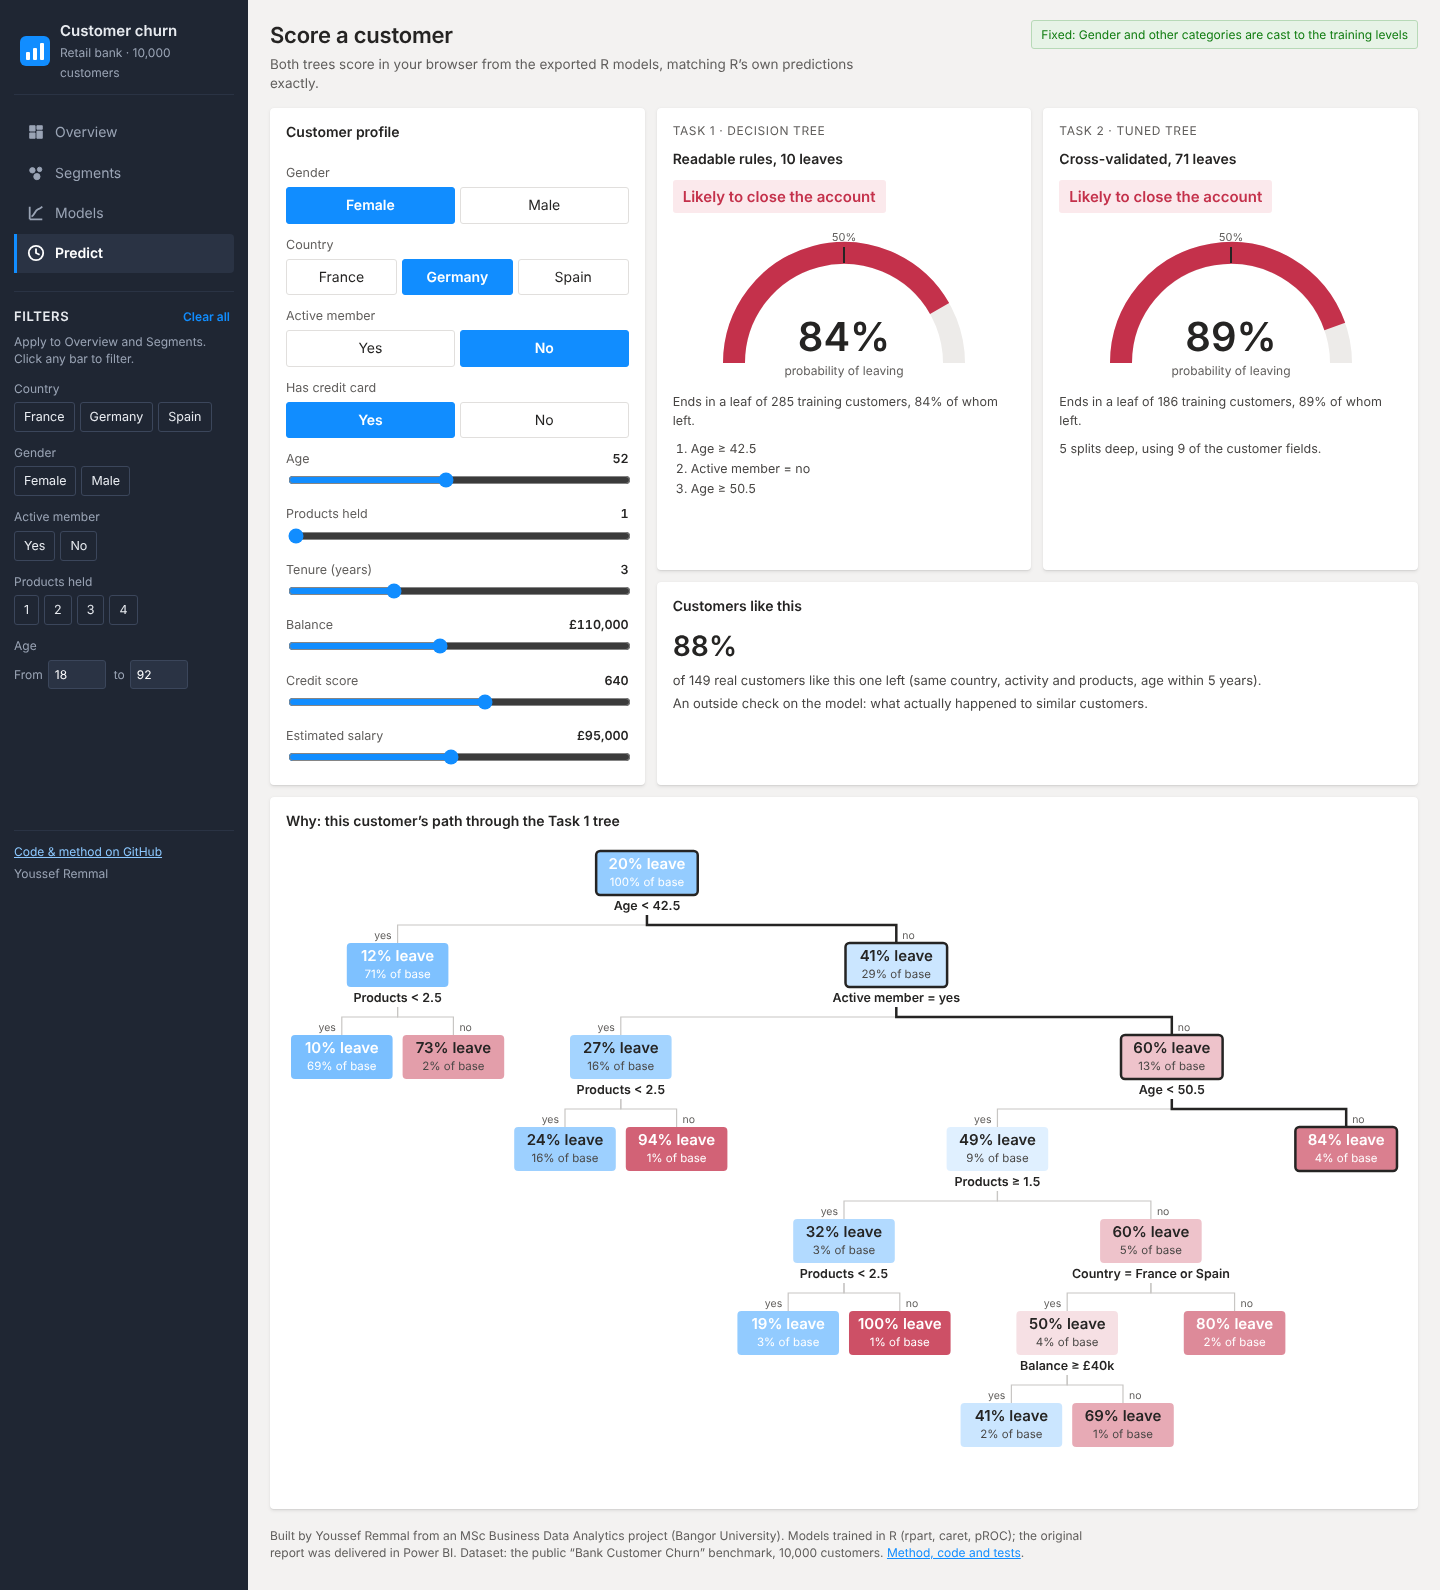 Customer churn
Retail bank · 10,000
customers
Overview
Segments
Models
Predict
FILTERS
Clear all
Apply to Overview and Segments.
Click any bar to filter.
Country
France
Germany
Spain
Gender
Female
Male
Active member
Yes
No
Products held
1
2
3
4
Age
From 18 to 92
Code & method on GitHub
Youssef Remmal
Score a customer
Both trees score in your browser from the exported R models, matching R’s own predictions
exactly.
Fixed: Gender and other categories are cast to the training levels
Customer profile
Gender
Female
Male
Country
France
Germany
Spain
Active member
Yes
No
Has credit card
Yes
No
Age 52
Products held 1
Tenure (years) 3
Balance £110,000
Credit score 640
Estimated salary £95,000
TASK 1 · DECISION TREE
Readable rules, 10 leaves
Likely to close the account
50%
84%
probability of leaving
Ends in a leaf of 285 training customers, 84% of whom
left.
1. Age ≥ 42.5
2. Active member = no
3. Age ≥ 50.5
TASK 2 · TUNED TREE
Cross-validated, 71 leaves
Likely to close the account
50%
89%
probability of leaving
Ends in a leaf of 186 training customers, 89% of whom
left.
5 splits deep, using 9 of the customer fields.
Customers like this
88%
of 149 real customers like this one left (same country, activity and products, age within 5 years).
An outside check on the model: what actually happened to similar customers.
Why: this customer’s path through the Task 1 tree
20% leave
100% of base
Age < 42.5
yes
no
12% leave
71% of base
Products < 2.5
41% leave
29% of base
Active member = yes
yes
no
yes
no
10% leave
69% of base
73% leave
2% of base
27% leave
16% of base
Products < 2.5
60% leave
13% of base
Age < 50.5
yes
no
yes
no
24% leave
16% of base
94% leave
1% of base
49% leave
9% of base
Products ≥ 1.5
84% leave
4% of base
yes
no
32% leave
3% of base
Products < 2.5
60% leave
5% of base
Country = France or Spain
yes
no
yes
no
19% leave
3% of base
100% leave
1% of base
50% leave
4% of base
Balance ≥ £40k
80% leave
2% of base
yes
no
41% leave
2% of base
69% leave
1% of base
Built by Youssef Remmal from an MSc Business Data Analytics project (Bangor University). Models trained in R (rpart, caret, pROC); the original
report was delivered in Power BI. Dataset: the public “Bank Customer Churn” benchmark, 10,000 customers. Method, code and tests.